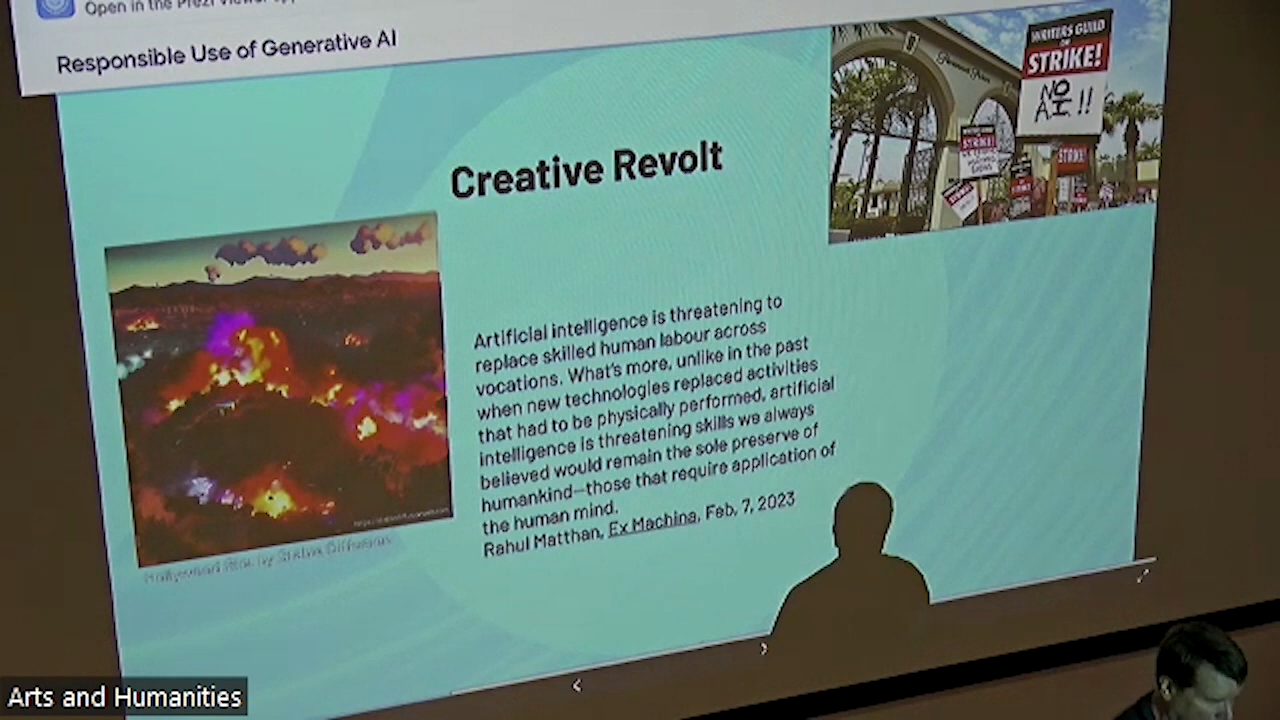 Open in the Prezi Viewer app
Responsible Use of Generative AI
WRITERS GUILD
STRIKE!
NO
A.I.!!
STRIKE!
STRIKE!
Creative Revolt
Artificial intelligence is threatening to
replace skilled human labour across
vocations. What's more, unlike in the past
when new technologies replaced activities
that had to be physically performed, artificial
intelligence is threatening skills we always
believed would remain the sole preserve of
humankind—those that require application of
the human mind.
Rahul Matthan, Ex Machina, Feb, 7, 2023
by Stable Diffusion
Arts and Humanities